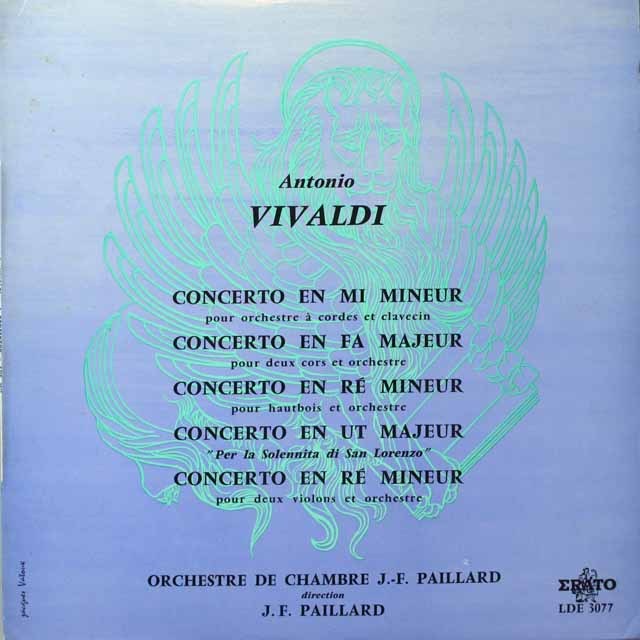 Antonio
VIVALDI
CONCERTO EN MI MINEUR
pour orchestre à cordes et clavecin
CONCERTO EN FA MAJEUR
pour deux cors et orchestre
CONCERTO EN RÉ MINEUR
pour hautbois et orchestre
CONCERTO EN UT MAJEUR
"Per la Solennita di San Lorenzo"
CONCERTO EN RÉ MINEUR
pour deux violons et orchestre
ORCHESTRE DE CHAMBRE J.-F. PAILLARD
direction
J. F. PAILLARD
ΣRATO
LDE 3077